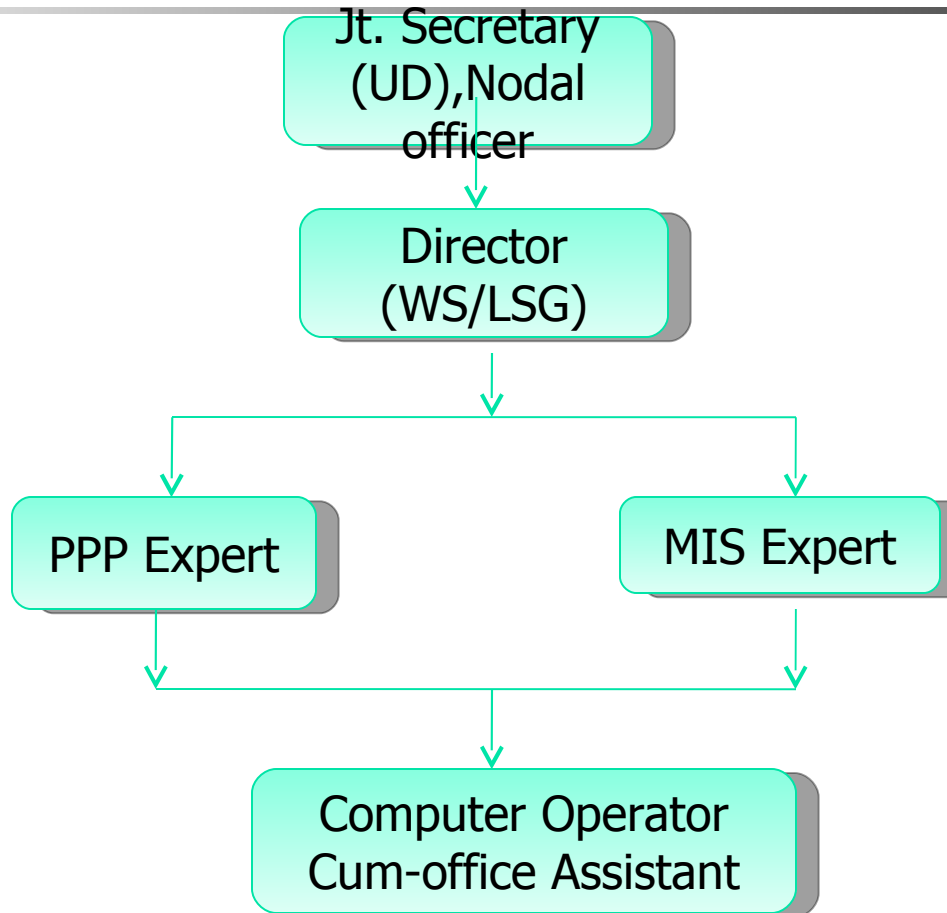 Jt. Secretary
(UD),Nodal
officer
Director
(WS/LSG)
PPP Expert
MIS Expert
Computer Operator
Cum-office Assistant